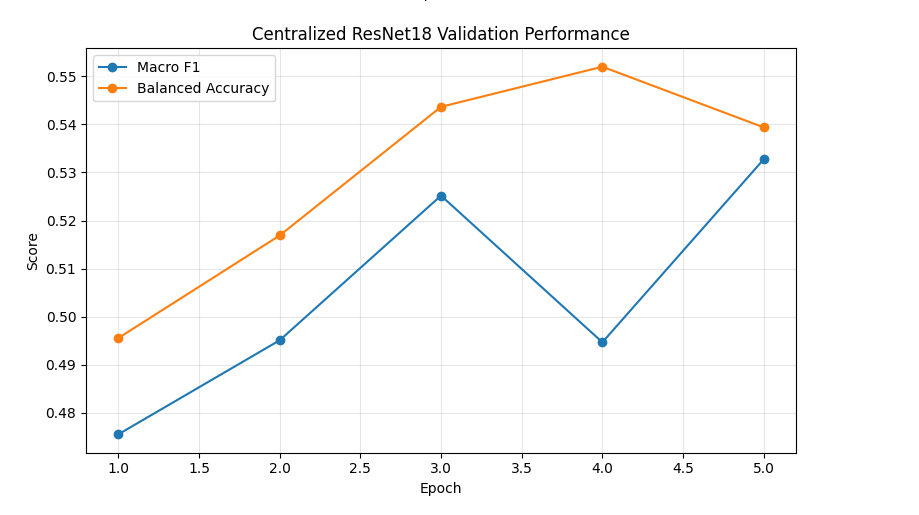 Centralized ResNet18 Validation Performance
Macro F1
Balanced Accuracy
0.55
0.54
0.53
0.52
0.51
0.50
0.49
0.48
Score
1.0 1.5 2.0 2.5 3.0 3.5 4.0 4.5 5.0
Epoch